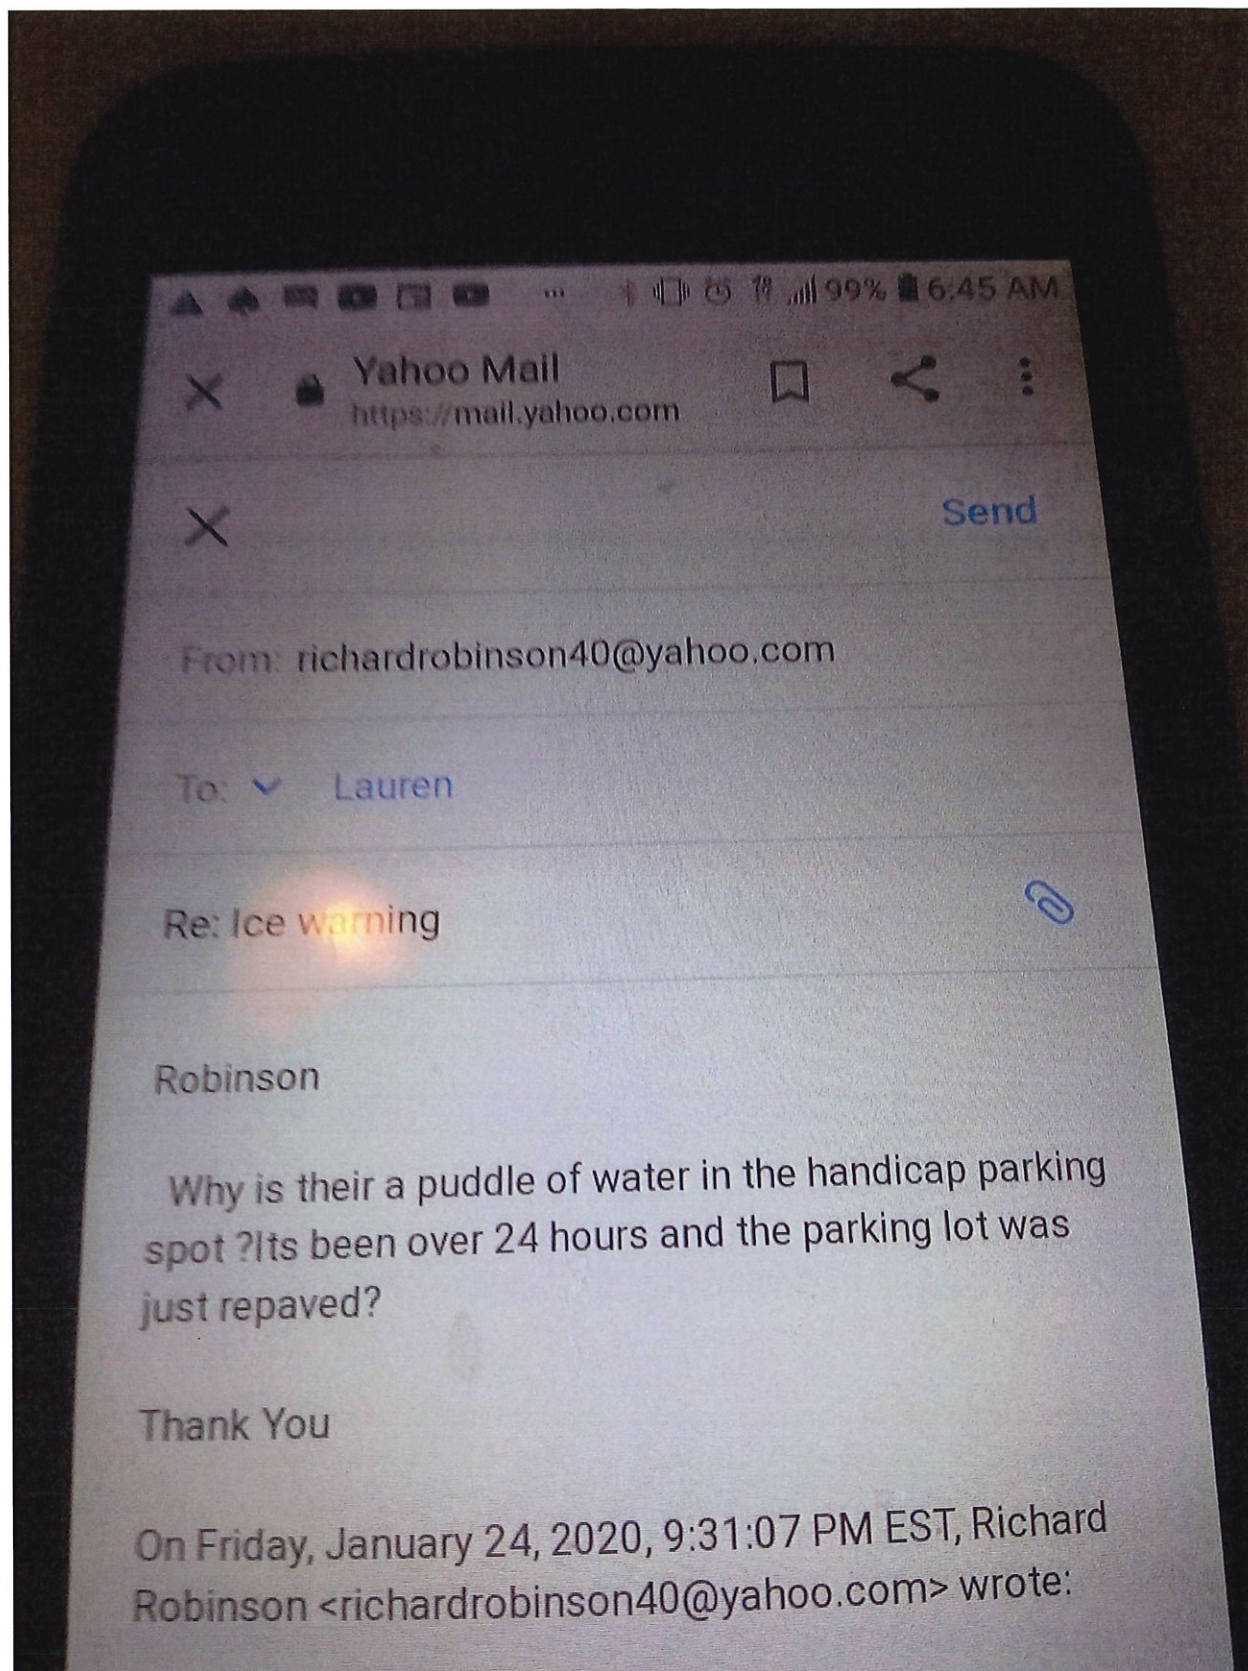 99% 6:45 AM
Yahoo Mail
https://mail.yahoo.com
Send
From: richardrobinson40@yahoo.com
To: Lauren
Re: Ice warning
Robinson
Why is their a puddle of water in the handicap parking
spot ?Its been over 24 hours and the parking lot was
just repaved?
Thank You
On Friday, January 24, 2020, 9:31:07 PM EST, Richard
Robinson <richardrobinson40@yahoo.com> wrote: